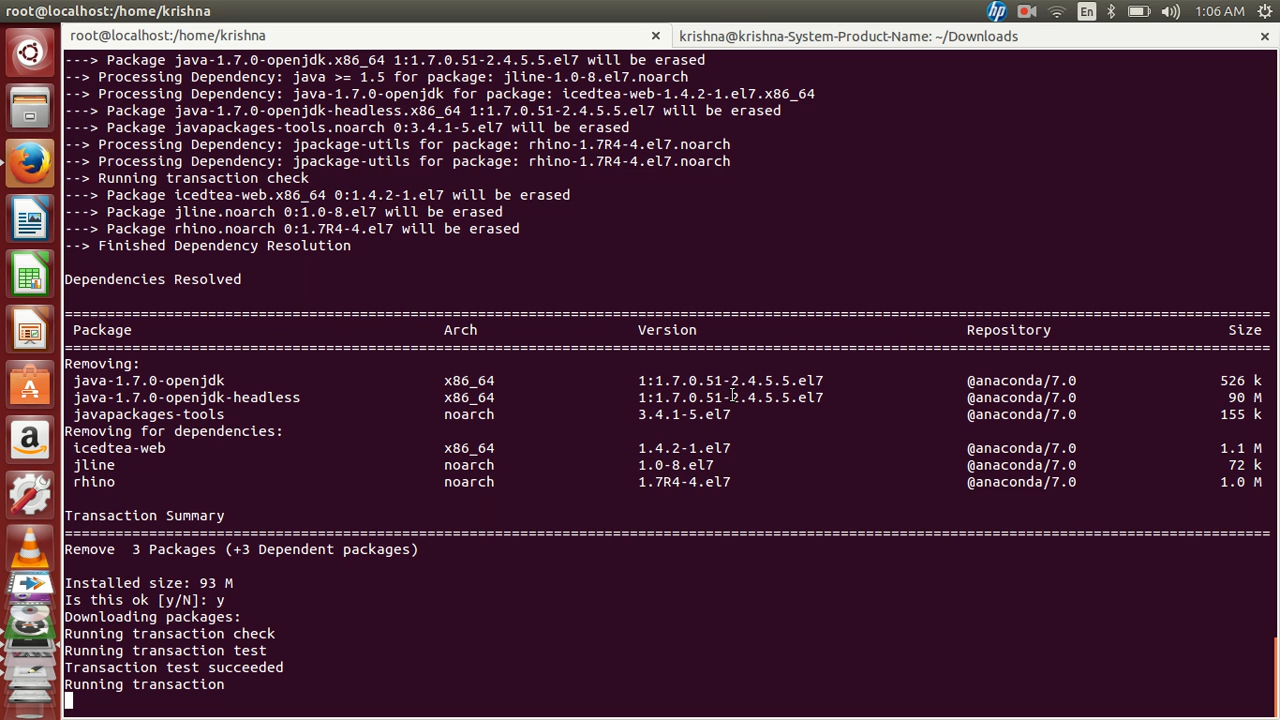 root@localhost:/home/krishna
En
1:06 AM
root@localhost:/home/krishna × krishna@krishna-System-Product-Name: ~/Downloads ×
---> Package java-1.7.0-openjdk.x86_64 1:1.7.0.51-2.4.5.5.el7 will be erased
--> Processing Dependency: java >= 1.5 for package: jline-1.0-8.el7.noarch
--> Processing Dependency: java-1.7.0-openjdk for package: icedtea-web-1.4.2-1.el7.x86_64
---> Package java-1.7.0-openjdk-headless.x86_64 1:1.7.0.51-2.4.5.5.el7 will be erased
---> Package javapackages-tools.noarch 0:3.4.1-5.el7 will be erased
--> Processing Dependency: jpackage-utils for package: rhino-1.7R4-4.el7.noarch
--> Processing Dependency: jpackage-utils for package: rhino-1.7R4-4.el7.noarch
--> Running transaction check
---> Package icedtea-web.x86_64 0:1.4.2-1.el7 will be erased
---> Package jline.noarch 0:1.0-8.el7 will be erased
---> Package rhino.noarch 0:1.7R4-4.el7 will be erased
--> Finished Dependency Resolution
Dependencies Resolved
================================================================================
Package Arch Version Repository Size
================================================================================
Removing:
java-1.7.0-openjdk x86_64 1:1.7.0.51-2.4.5.5.el7 @anaconda/7.0 526 k
java-1.7.0-openjdk-headless x86_64 1:1.7.0.51-2.4.5.5.el7 @anaconda/7.0 90 M
javapackages-tools noarch 3.4.1-5.el7 @anaconda/7.0 155 k
Removing for dependencies:
icedtea-web x86_64 1.4.2-1.el7 @anaconda/7.0 1.1 M
jline noarch 1.0-8.el7 @anaconda/7.0 72 k
rhino noarch 1.7R4-4.el7 @anaconda/7.0 1.0 M
Transaction Summary
================================================================================
Remove 3 Packages (+3 Dependent packages)
Installed size: 93 M
Is this ok [y/N]: y
Downloading packages:
Running transaction check
Running transaction test
Transaction test succeeded
Running transaction